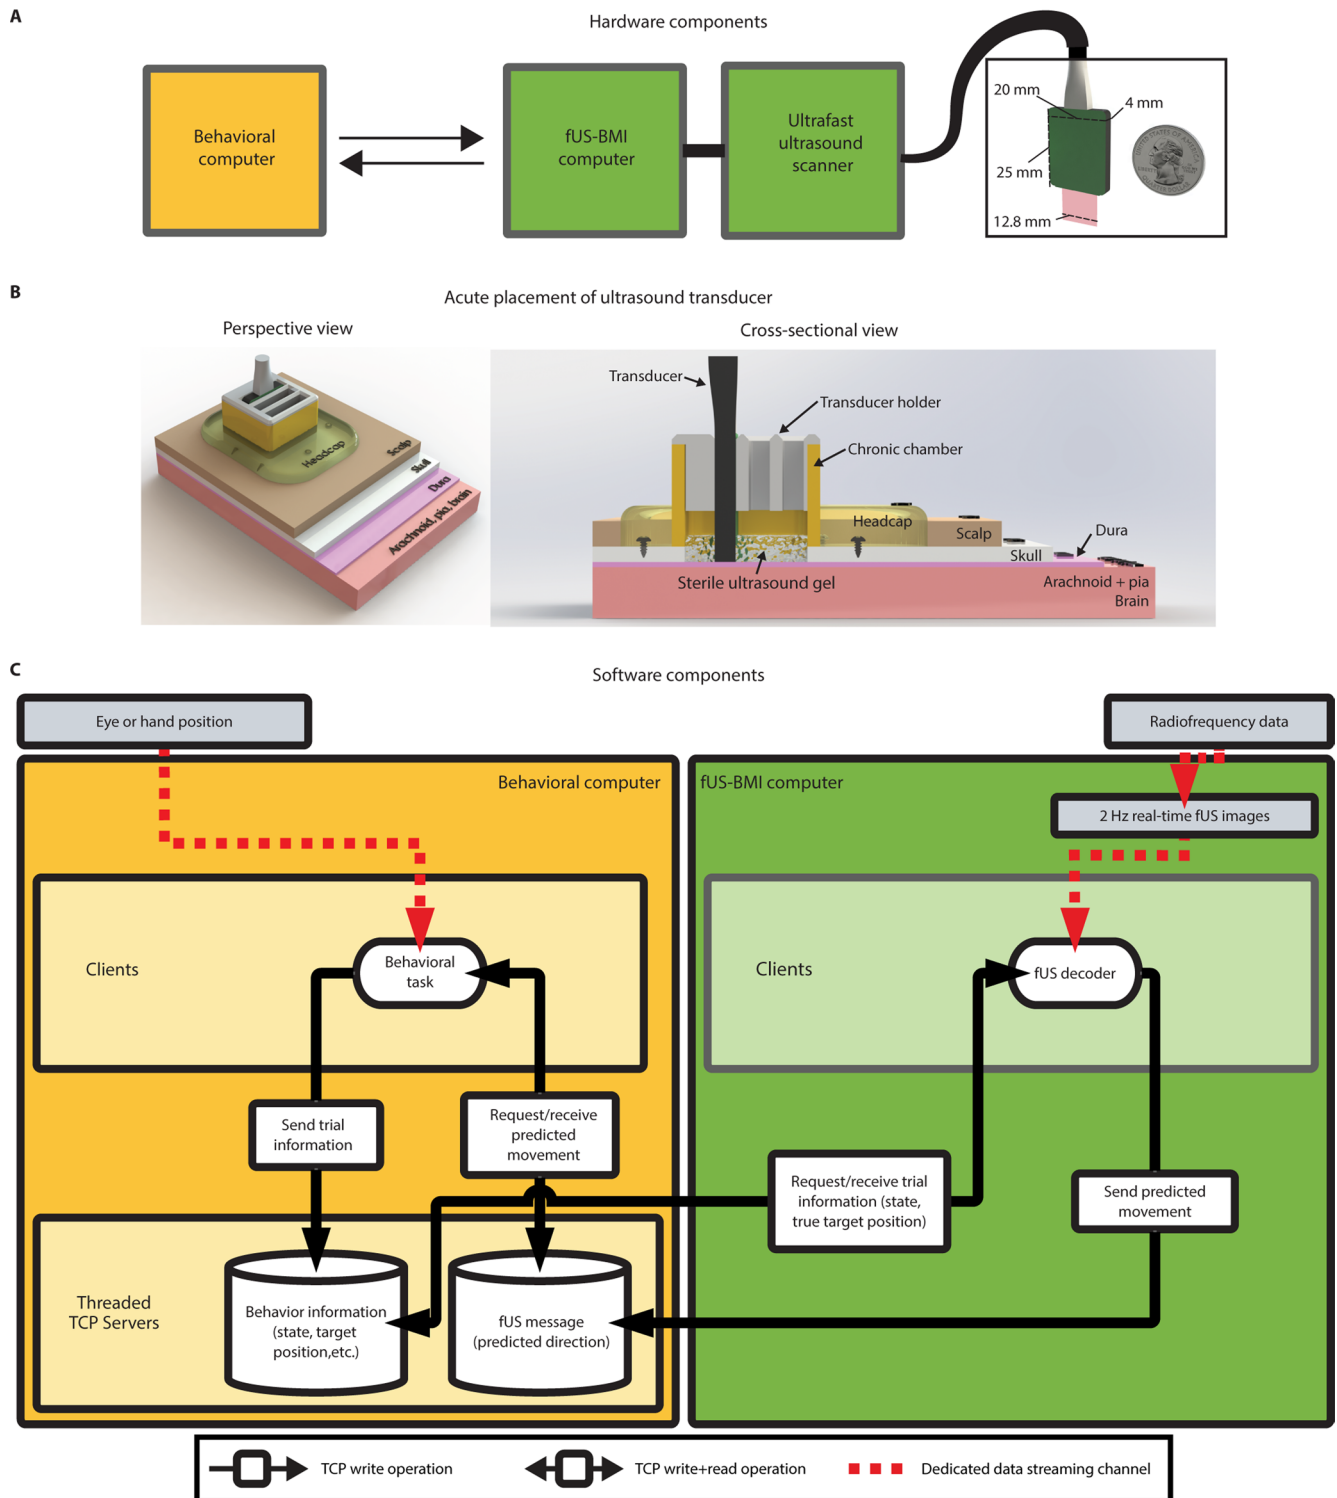 A
Hardware components
Behavioral
computer
fUS-BMI
computer
Ultrafast
ultrasound
scanner
20 mm
4 mm
25 mm
12.8 mm
B
Acute placement of ultrasound transducer
Perspective view
Cross-sectional view
Headcap
Scalp
Skull
Dura
Arachnoid, pia, brain
Transducer
Transducer holder
Chronic chamber
Headcap
Scalp
Dura
Skull
Sterile ultrasound gel
Arachnoid + pia
Brain
C
Software components
Eye or hand position
Radiofrequency data
Behavioral computer
fUS-BMI computer
2 Hz real-time fUS images
Clients
Behavioral
task
Clients
fUS decoder
Send trial
information
Request/receive
predicted
movement
Request/receive trial
information (state,
true target position)
Send predicted
movement
Threaded
TCP Servers
Behavior information
(state, target
position,etc.)
fUS message
(predicted direction)
TCP write operation
TCP write+read operation
Dedicated data streaming channel